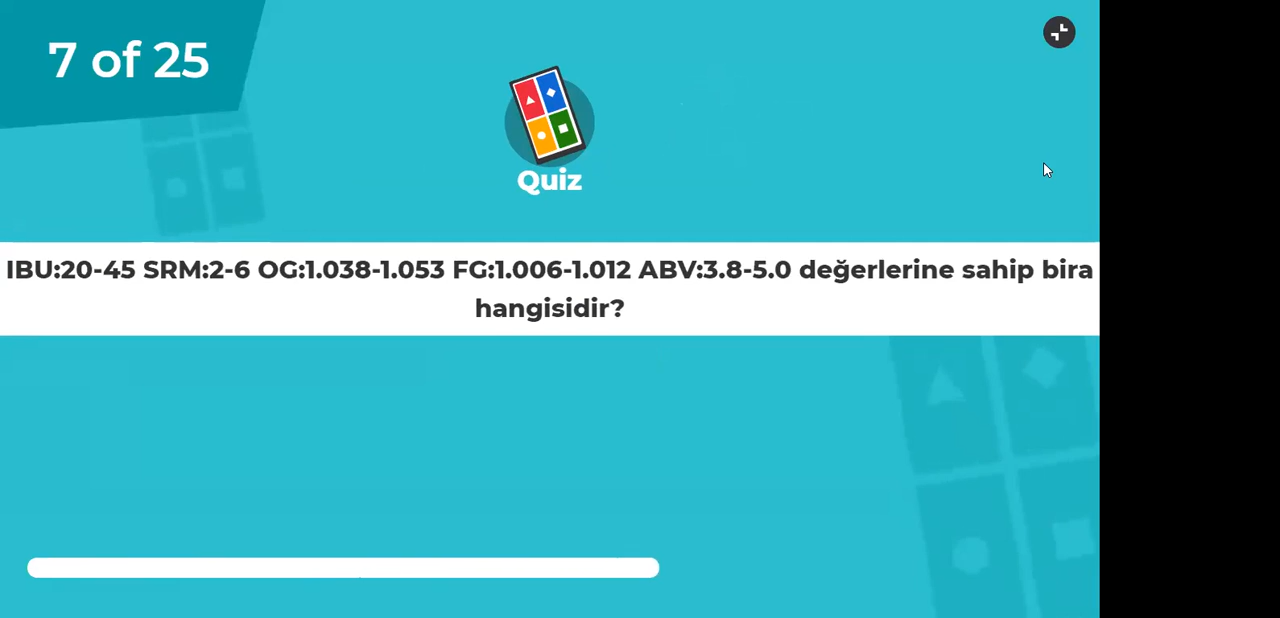 7 of 25
Quiz
IBU:20-45 SRM:2-6 OG:1.038-1.053 FG:1.006-1.012 ABV:3.8-5.0 değerlerine sahip bira
hangisidir?